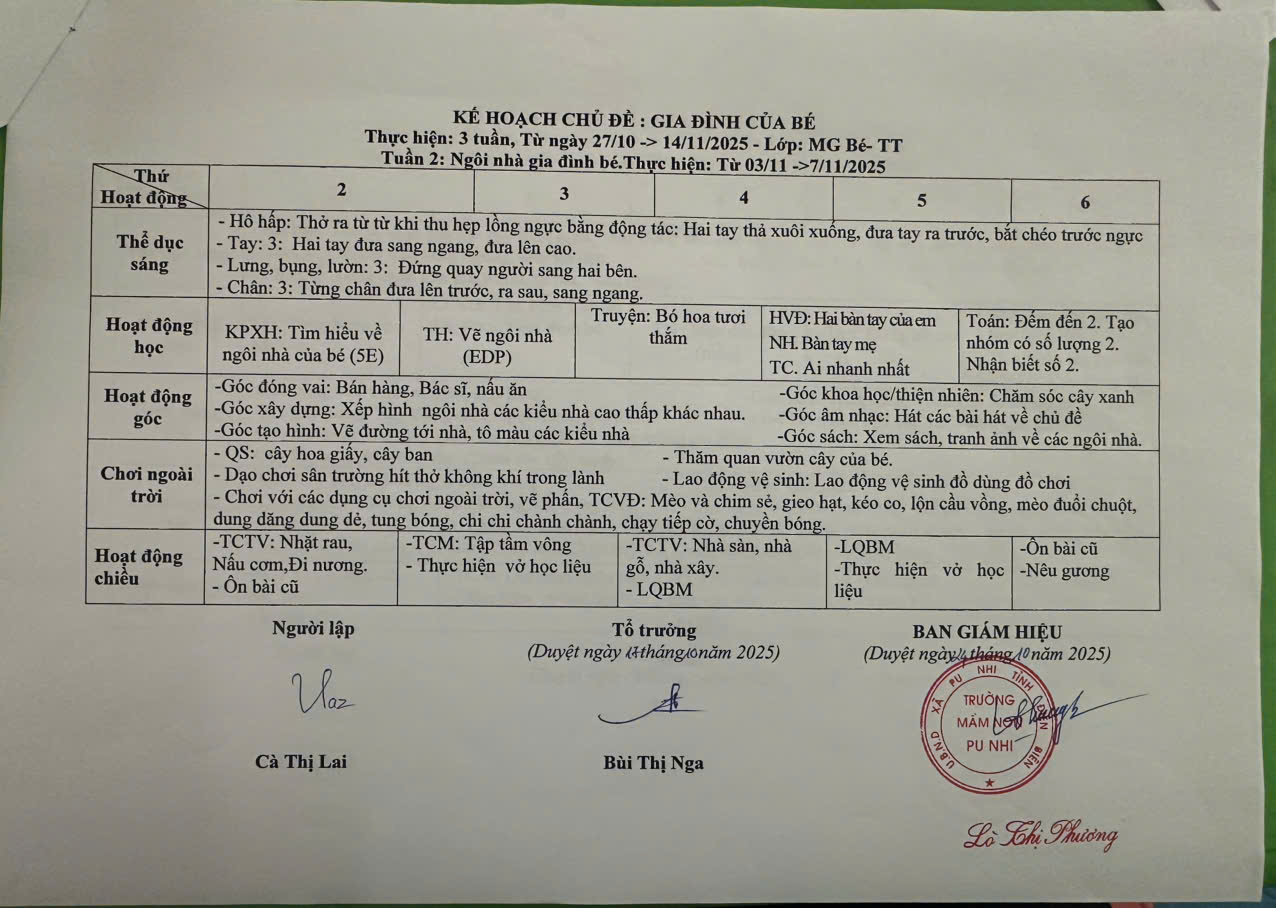 KẾ HOẠCH CHỦ ĐỀ : GIA ĐÌNH CỦA BÉ
Thực hiện: 3 tuần, Từ ngày 27/10 -> 14/11/2025 - Lớp: MG Bé- TT
Tuần 2: Ngôi nhà gia đình bé.Thực hiện: Từ 03/11 ->7/11/2025
Thứ
Hoạt động
2
3
4
5
6
Thể dục
sáng
- Hô hấp: Thở ra từ từ khi thu hẹp lồng ngực bằng động tác: Hai tay thả xuôi xuống, đưa tay ra trước, bắt chéo trước ngực
- Tay: 3: Hai tay đưa sang ngang, đưa lên cao.
- Lưng, bụng, lườn: 3: Đứng quay người sang hai bên.
- Chân: 3: Từng chân đưa lên trước, ra sau, sang ngang.
Hoạt động
học
KPXH: Tìm hiểu về
ngôi nhà của bé (5E)
TH: Vẽ ngôi nhà
(EDP)
Truyện: Bó hoa tươi
thắm
HVĐ: Hai bàn tay của em
NH. Bàn tay mẹ
TC. Ai nhanh nhất
Toán: Đếm đến 2. Tạo
nhóm có số lượng 2.
Nhận biết số 2.
Hoạt động
góc
-Góc đóng vai: Bán hàng, Bác sĩ, nấu ăn
-Góc xây dựng: Xếp hình ngôi nhà các kiểu nhà cao thấp khác nhau.
-Góc tạo hình: Vẽ đường tới nhà, tô màu các kiểu nhà
-Góc khoa học/thiện nhiên: Chăm sóc cây xanh
-Góc âm nhạc: Hát các bài hát về chủ đề
-Góc sách: Xem sách, tranh ảnh về các ngôi nhà.
Chơi ngoài
trời
- QS: cây hoa giấy, cây ban
- Thăm quan vườn cây của bé.
- Dạo chơi sân trường hít thở không khí trong lành
- Lao động vệ sinh: Lao động vệ sinh đồ dùng đồ chơi
- Chơi với các dụng cụ chơi ngoài trời, vẽ phấn, TCVĐ: Mèo và chim sẻ, gieo hạt, kéo co, lộn cầu vồng, mèo đuổi chuột,
dung dăng dung dẻ, tung bóng, chi chi chành chành, chạy tiếp cờ, chuyền bóng.
Hoạt động
chiều
-TCTV: Nhặt rau,
Nấu cơm,Đi nương.
- Ôn bài cũ
-TCM: Tập tầm vông
- Thực hiện vở học liệu
-TCTV: Nhà sàn, nhà
gỗ, nhà xây.
- LQBM
-LQBM
-Thực hiện vở học
liệu
-Ôn bài cũ
-Nêu gương
Người lập
Tổ trưởng
BAN GIÁM HIỆU
(Duyệt ngày tháng 10 năm 2025)
(Duyệt ngày 24 tháng 10 năm 2025)
U.B.N.D XÃ PU NHI TỈNH ĐIỆN BIÊN
TRƯỜNG
MẦM NON
PU NHI
Cà Thị Lai
Bùi Thị Nga
Lò Thị Phương